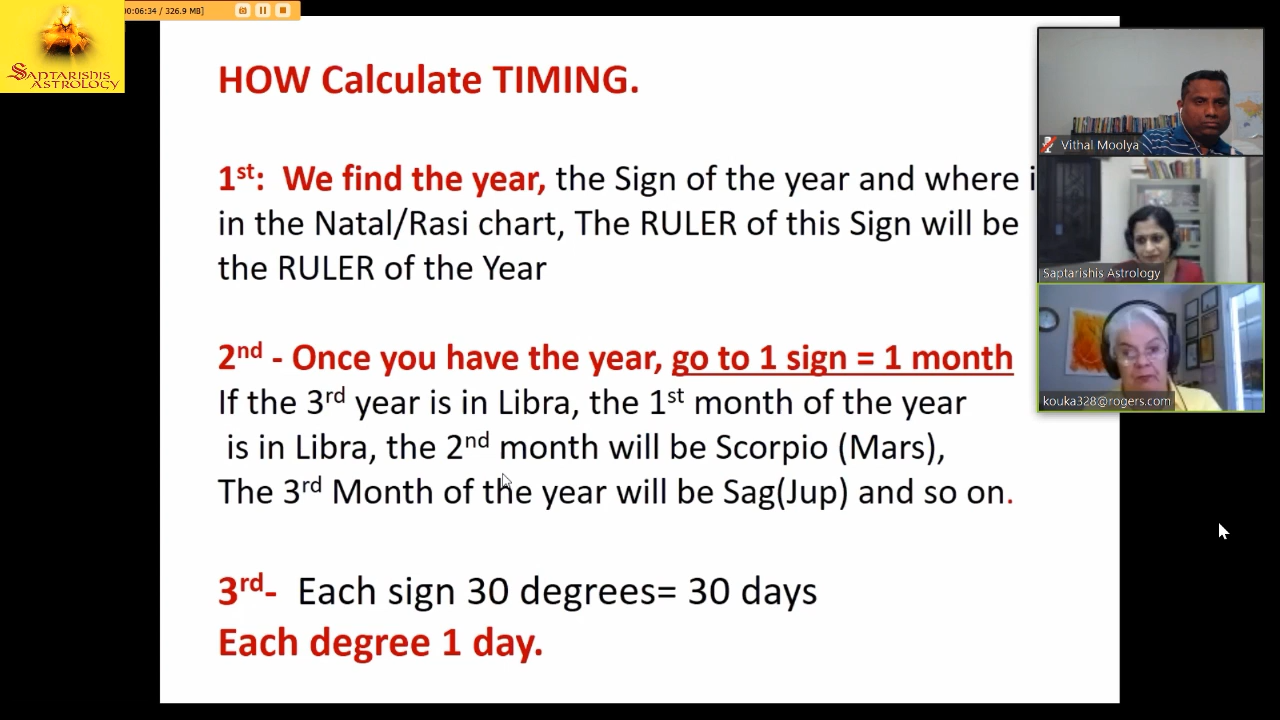 00:06:34 / 326.9 MB]
SAPTARISHIS
ASTROLOGY
HOW Calculate TIMING.
1st: We find the year, the Sign of the year and where i
in the Natal/Rasi chart, The RULER of this Sign will be
the RULER of the Year
2nd - Once you have the year, go to 1 sign = 1 month
If the 3rd year is in Libra, the 1st month of the year
is in Libra, the 2nd month will be Scorpio (Mars),
The 3rd Month of the year will be Sag(Jup) and so on.
3rd- Each sign 30 degrees= 30 days
Each degree 1 day.
Vithal Moolya
Saptarishis Astrology
kouka328@rogers.com